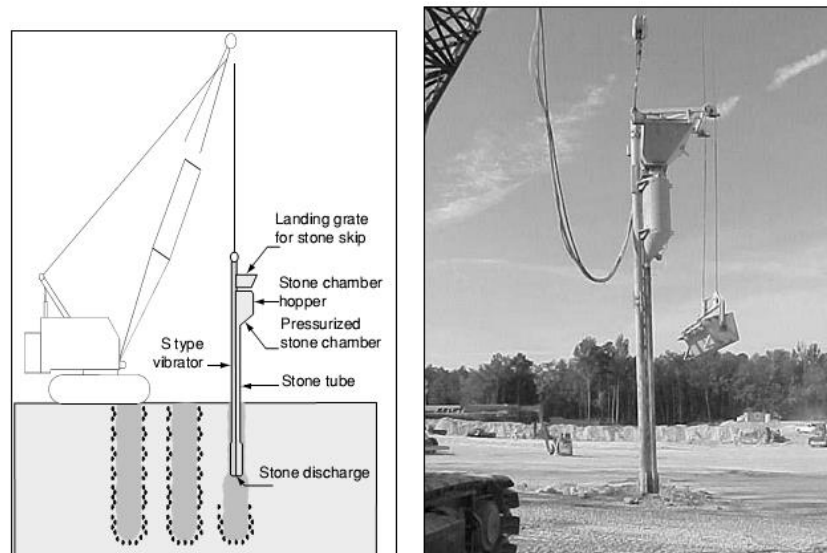 Landing grate
for stone skip
Stone chamber
hopper
Pressurized
stone chamber
S type
vibrator
Stone tube
Stone discharge